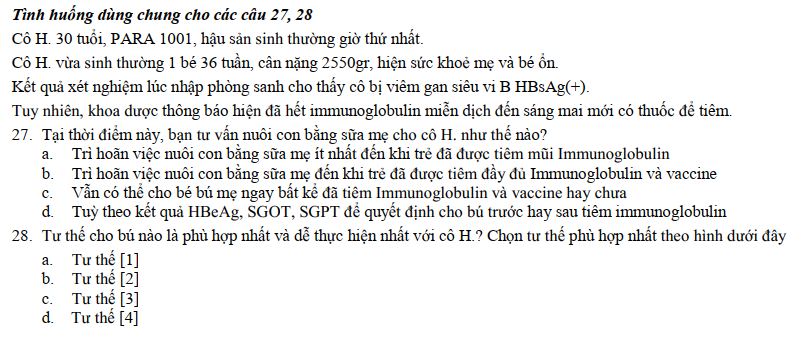 Tình huống dùng chung cho các câu 27, 28
Cô H. 30 tuổi, PARA 1001, hậu sản sinh thường giờ thứ nhất.
Cô H. vừa sinh thường 1 bé 36 tuần, cân nặng 2550gr, hiện sức khoẻ mẹ và bé ổn.
Kết quả xét nghiệm lúc nhập phòng sanh cho thấy cô bị viêm gan siêu vi B HBsAg(+).
Tuy nhiên, khoa dược thông báo hiện đã hết immunoglobulin miễn dịch đến sáng mai mới có thuốc để tiêm.
27. Tại thời điểm này, bạn tư vấn nuôi con bằng sữa mẹ cho cô H. như thế nào?
a. Trì hoãn việc nuôi con bằng sữa mẹ ít nhất đến khi trẻ đã được tiêm mũi Immunoglobulin
b. Trì hoãn việc nuôi con bằng sữa mẹ đến khi trẻ đã được tiêm đầy đủ Immunoglobulin và vaccine
c. Vẫn có thể cho bé bú mẹ ngay bất kể đã tiêm Immunoglobulin và vaccine hay chưa
d. Tuỳ theo kết quả HBeAg, SGOT, SGPT để quyết định cho bú trước hay sau tiêm immunoglobulin
28. Tư thế cho bú nào là phù hợp nhất và dễ thực hiện nhất với cô H.? Chọn tư thế phù hợp nhất theo hình dưới đây
a. Tư thế [1]
b. Tư thế [2]
c. Tư thế [3]
d. Tư thế [4]